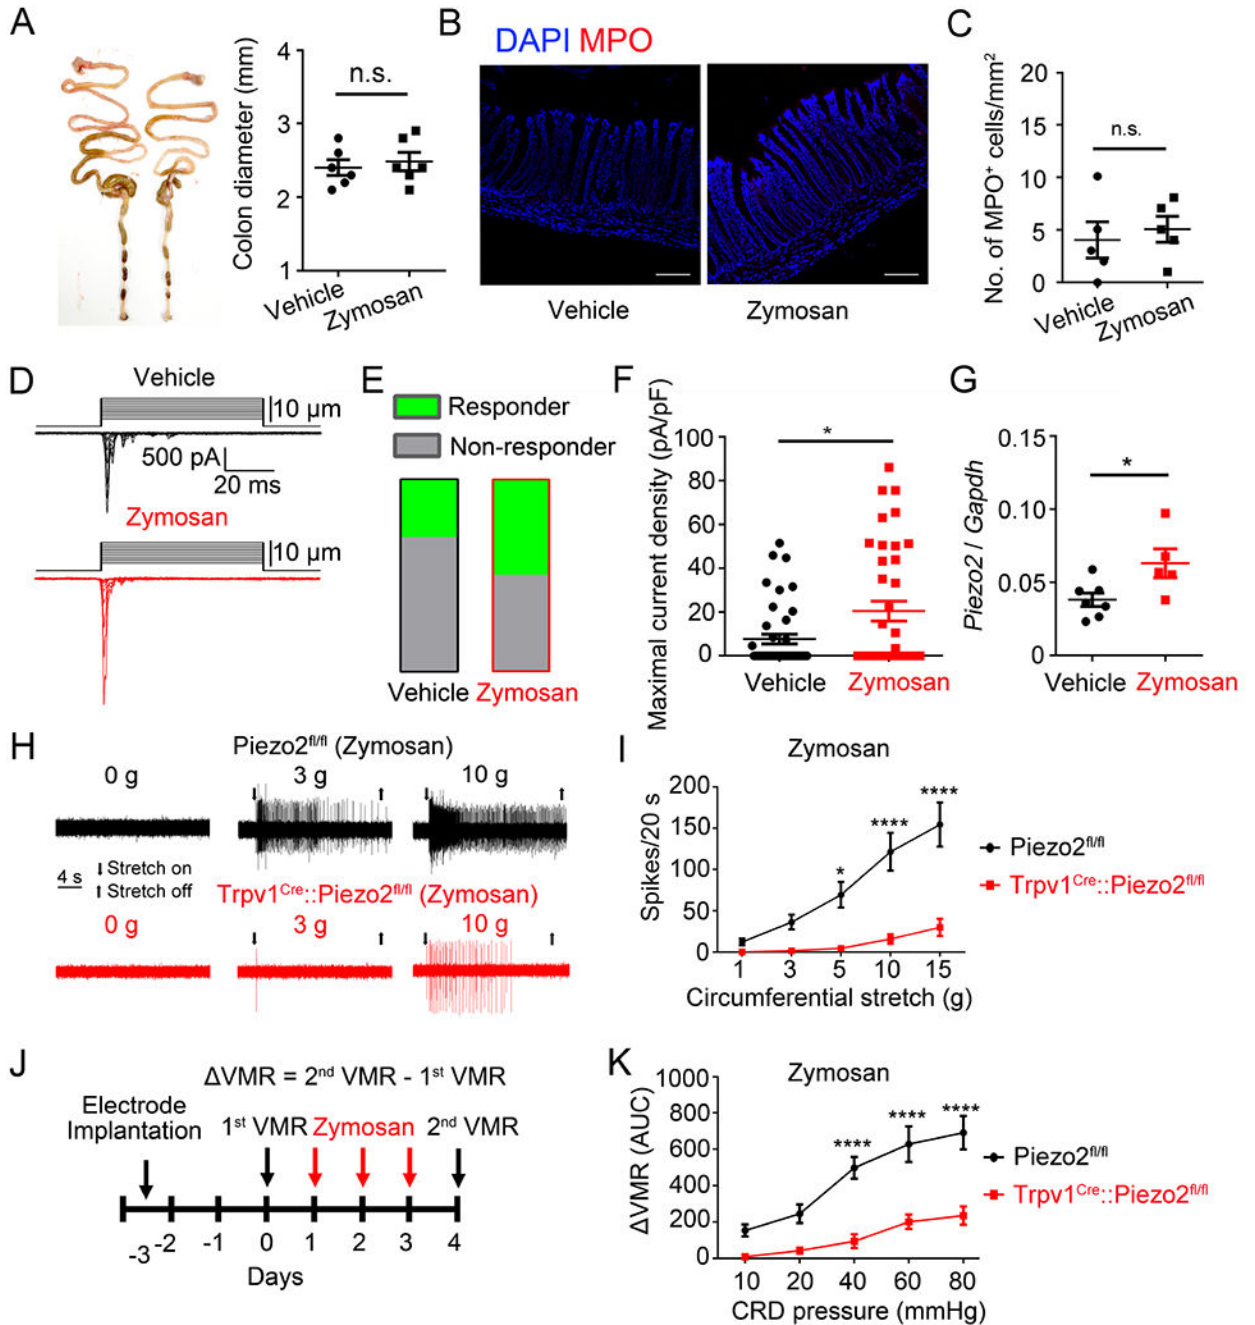 A
Colon diameter (mm)
4
3
2
1
n.s.
Vehicle
Zymosan
B
DAPI MPO
Vehicle
Zymosan
C
No. of MPO⁺ cells/mm²
20
15
10
5
0
n.s.
Vehicle
Zymosan
D
Vehicle
10 µm
500 pA
20 ms
Zymosan
10 µm
E
Responder
Non-responder
Vehicle
Zymosan
F
Maximal current density (pA/pF)
100
80
60
40
20
0
*
Vehicle
Zymosan
G
Piezo2 / Gapdh
0.15
0.10
0.05
0
*
Vehicle
Zymosan
H
Piezo2fl/fl (Zymosan)
0 g
3 g
10 g
4 s
Stretch on
Stretch off
Trpv1Cre::Piezo2fl/fl (Zymosan)
0 g
3 g
10 g
I
Zymosan
Spikes/20 s
200
150
100
50
0
*
****
****
1 3 5 10 15
Circumferential stretch (g)
Piezo2fl/fl
Trpv1Cre::Piezo2fl/fl
J
ΔVMR = 2nd VMR - 1st VMR
Electrode
Implantation
1st VMR Zymosan 2nd VMR
-3 -2 -1 0 1 2 3 4
Days
K
Zymosan
ΔVMR (AUC)
1000
800
600
400
200
0
****
****
****
10 20 40 60 80
CRD pressure (mmHg)
Piezo2fl/fl
Trpv1Cre::Piezo2fl/fl